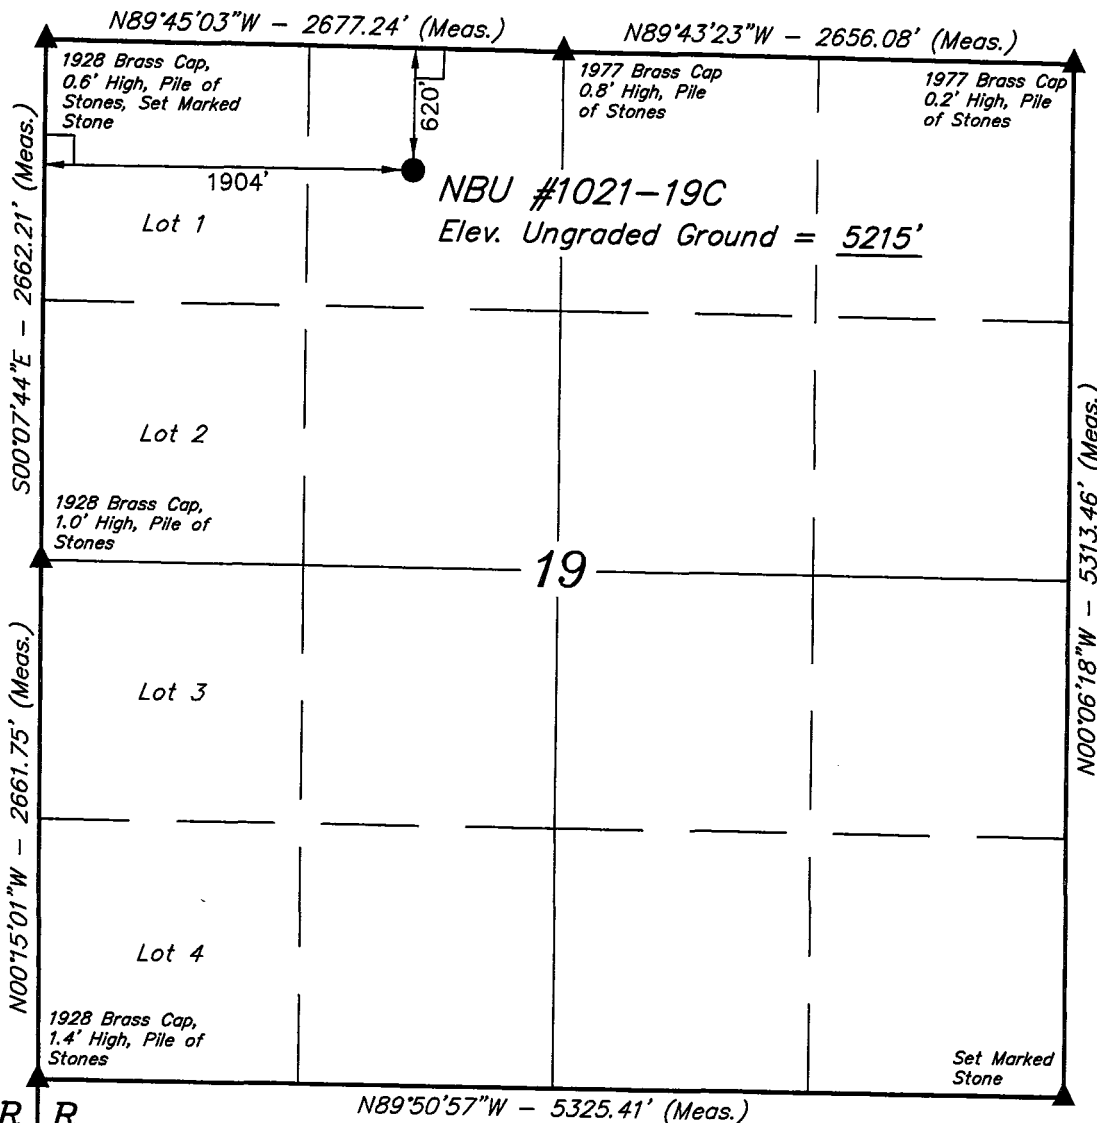 N89°45'03"W - 2677.24' (Meas.)
N89°43'23"W - 2656.08' (Meas.)
1928 Brass Cap,
0.6' High, Pile of
Stones, Set Marked
Stone
620'
1977 Brass Cap
0.8' High, Pile
of Stones
1977 Brass Cap
0.2' High, Pile
of Stones
1904'
NBU #1021-19C
Elev. Ungraded Ground = 5215'
Lot 1
S00°07'44"E - 2662.21' (Meas.)
Lot 2
1928 Brass Cap,
1.0' High, Pile of
Stones
19
N00°06'18"W - 5313.46' (Meas.)
Lot 3
N00°15'01"W - 2661.75' (Meas.)
Lot 4
1928 Brass Cap,
1.4' High, Pile of
Stones
Set Marked
Stone
N89°50'57"W - 5325.41' (Meas.)
R R